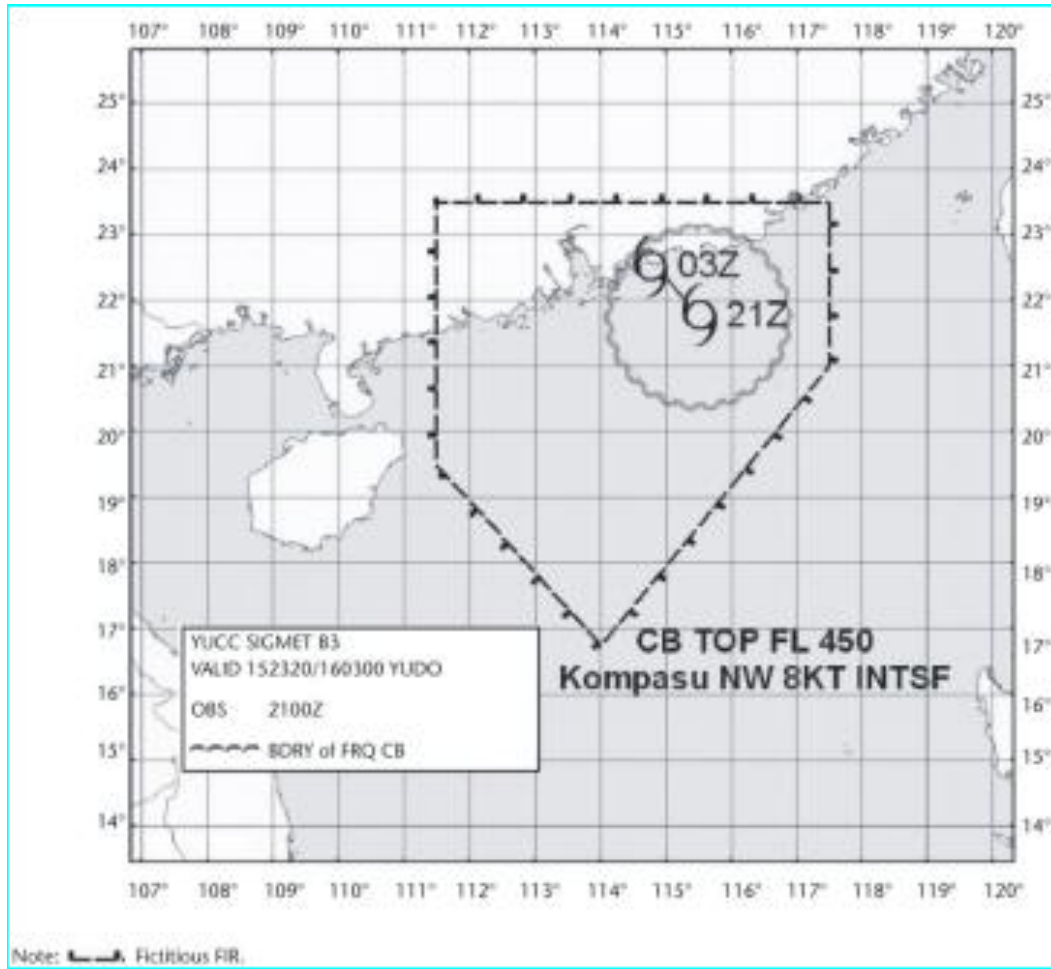 107° 108° 109° 110° 111° 112° 113° 114° 115° 116° 117° 118° 119° 120°
25° 25°
24° 24°
23° 23°
03Z
22° 22°
21Z
21° 21°
20° 20°
19° 19°
18° 18°
17° 17°
CB TOP FL 450
Kompasu NW 8KT INTSF
YUCC SIGMET B3
VALID 152320/160300 YUDO
16° 16°
OBS 2100Z
15° 15°
BDRY of FRQ CB
14° 14°
107° 108° 109° 110° 111° 112° 113° 114° 115° 116° 117° 118° 119° 120°
Note: Fictitious FIR.